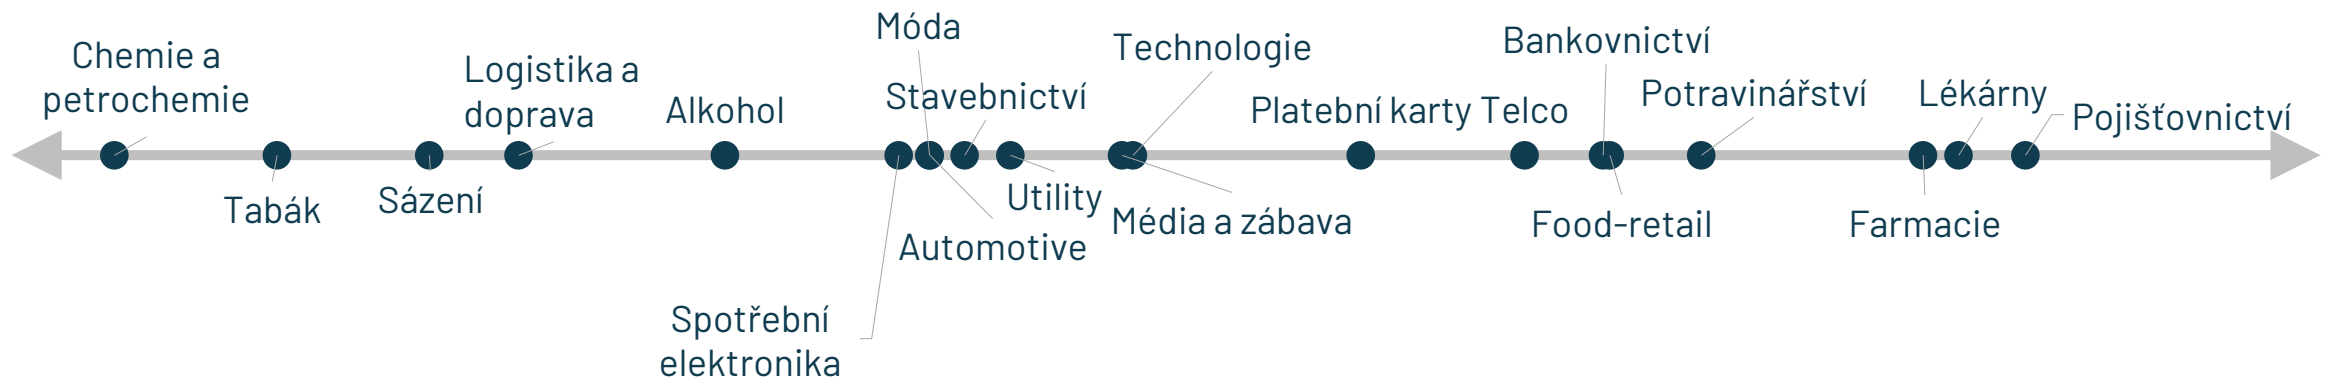 Chemie a
petrochemie
Tabák
Sázení
Logistika a
doprava
Alkohol
Spotřební
elektronika
Móda
Automotive
Stavebnictví
Utility
Média a zábava
Technologie
Platební karty
Telco
Bankovnictví
Food-retail
Potravinářství
Farmacie
Lékárny
Pojišťovnictví